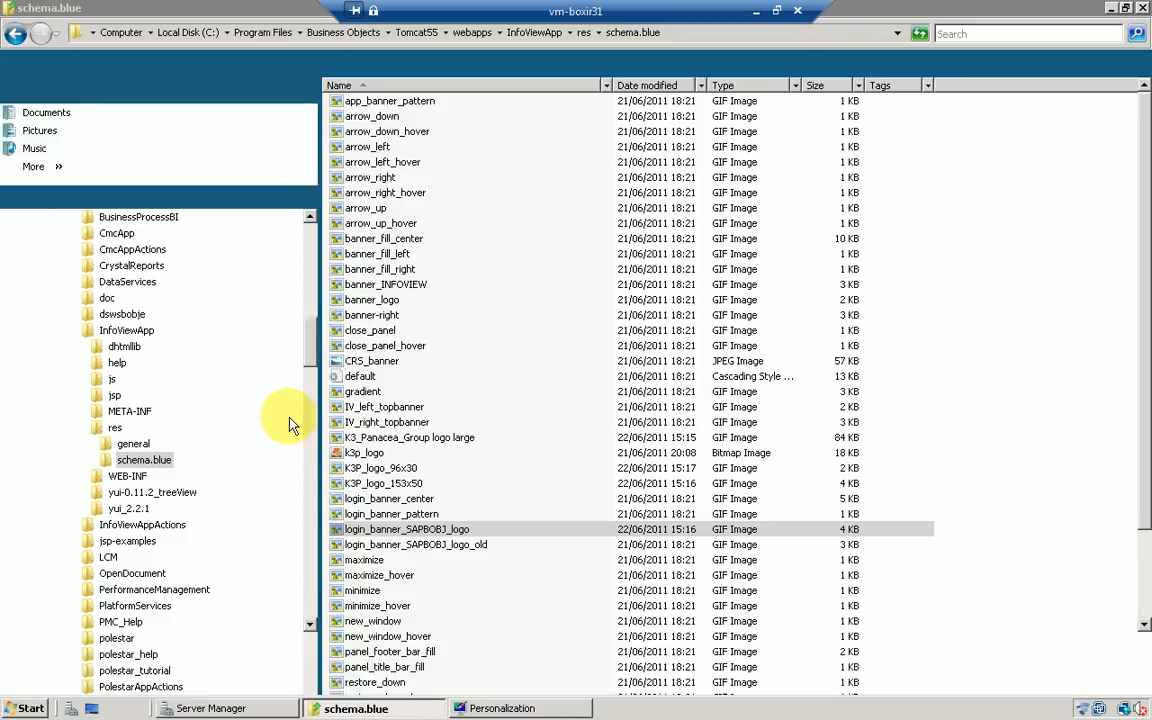 schema.blue
vm-boxir31
Computer ▾ Local Disk (C:) ▾ Program Files ▾ Business Objects ▾ Tomcat55 ▾ webapps ▾ InfoViewApp ▾ res ▾ schema.blue
Search
Documents
Pictures
Music
More »
BusinessProcessBI
CmcApp
CmcAppActions
CrystalReports
DataServices
doc
dswsbobje
InfoViewApp
dhtmllib
help
js
jsp
META-INF
res
general
schema.blue
WEB-INF
yui-0.11.2_treeView
yui_2.2.1
InfoViewAppActions
jsp-examples
LCM
OpenDocument
PerformanceManagement
PlatformServices
PMC_Help
polestar
polestar_help
polestar_tutorial
PolestarAppActions
Name Date modified Type Size Tags
app_banner_pattern 21/06/2011 18:21 GIF Image 1 KB
arrow_down 21/06/2011 18:21 GIF Image 1 KB
arrow_down_hover 21/06/2011 18:21 GIF Image 1 KB
arrow_left 21/06/2011 18:21 GIF Image 1 KB
arrow_left_hover 21/06/2011 18:21 GIF Image 1 KB
arrow_right 21/06/2011 18:21 GIF Image 1 KB
arrow_right_hover 21/06/2011 18:21 GIF Image 1 KB
arrow_up 21/06/2011 18:21 GIF Image 1 KB
arrow_up_hover 21/06/2011 18:21 GIF Image 1 KB
banner_fill_center 21/06/2011 18:21 GIF Image 10 KB
banner_fill_left 21/06/2011 18:21 GIF Image 1 KB
banner_fill_right 21/06/2011 18:21 GIF Image 1 KB
banner_INFOVIEW 21/06/2011 18:21 GIF Image 3 KB
banner_logo 21/06/2011 18:21 GIF Image 2 KB
banner-right 21/06/2011 18:21 GIF Image 3 KB
close_panel 21/06/2011 18:21 GIF Image 1 KB
close_panel_hover 21/06/2011 18:21 GIF Image 1 KB
CRS_banner 21/06/2011 18:21 JPEG Image 57 KB
default 21/06/2011 18:21 Cascading Style ... 13 KB
gradient 21/06/2011 18:21 GIF Image 1 KB
IV_left_topbanner 21/06/2011 18:21 GIF Image 2 KB
IV_right_topbanner 21/06/2011 18:21 GIF Image 1 KB
K3_Panacea_Group logo large 22/06/2011 15:15 GIF Image 84 KB
k3p_logo 21/06/2011 20:08 Bitmap Image 18 KB
K3P_logo_96x30 22/06/2011 15:17 GIF Image 2 KB
K3P_logo_153x50 22/06/2011 15:16 GIF Image 4 KB
login_banner_center 21/06/2011 18:21 GIF Image 5 KB
login_banner_pattern 21/06/2011 18:21 GIF Image 1 KB
login_banner_SAPBOBJ_logo 22/06/2011 15:16 GIF Image 4 KB
login_banner_SAPBOBJ_logo_old 21/06/2011 18:21 GIF Image 3 KB
maximize 21/06/2011 18:21 GIF Image 1 KB
maximize_hover 21/06/2011 18:21 GIF Image 1 KB
minimize 21/06/2011 18:21 GIF Image 1 KB
minimize_hover 21/06/2011 18:21 GIF Image 1 KB
new_window 21/06/2011 18:21 GIF Image 1 KB
new_window_hover 21/06/2011 18:21 GIF Image 1 KB
panel_footer_bar_fill 21/06/2011 18:21 GIF Image 2 KB
panel_title_bar_fill 21/06/2011 18:21 GIF Image 1 KB
restore_down 21/06/2011 18:21 GIF Image 1 KB
Start Server Manager schema.blue Personalization